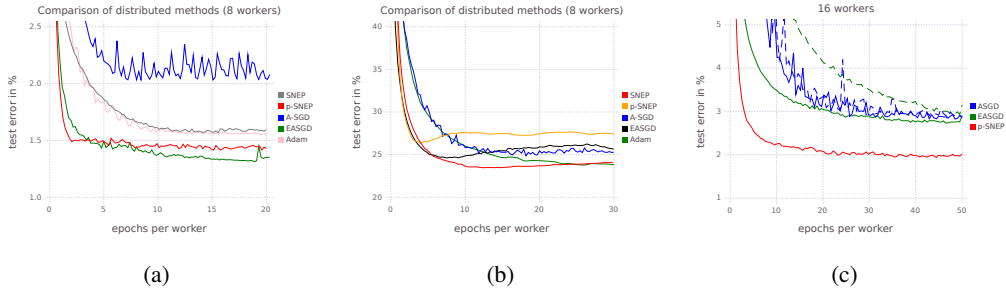 Comparison of distributed methods (8 workers)
2.5
2.0
1.5
1.0
test error in %
0
5
10
15
20
epochs per worker
SNEP
p-SNEP
A-SGD
EASGD
Adam
(a)
Comparison of distributed methods (8 workers)
40
35
30
25
20
test error in %
0
10
20
30
epochs per worker
SNEP
p-SNEP
A-SGD
EASGD
Adam
(b)
16 workers
5
4
3
2
1
test error in %
0
10
20
30
40
50
epochs per worker
ASGD
EASGD
p-SNEP
(c)